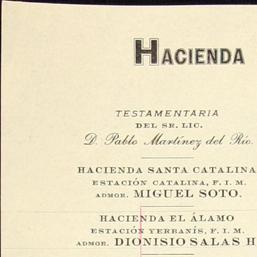 HACIENDA
TESTAMENTARIA
DEL SR. LIC.
D. Pablo Martínez del Río.
HACIENDA SANTA CATALINA
ESTACIÓN CATALINA, F. I. M.
ADMOR. MIGUEL SOTO.
HACIENDA EL ÁLAMO
ESTACIÓN YERBANÍS, F. I. M.
ADMOR. DIONISIO SALAS H